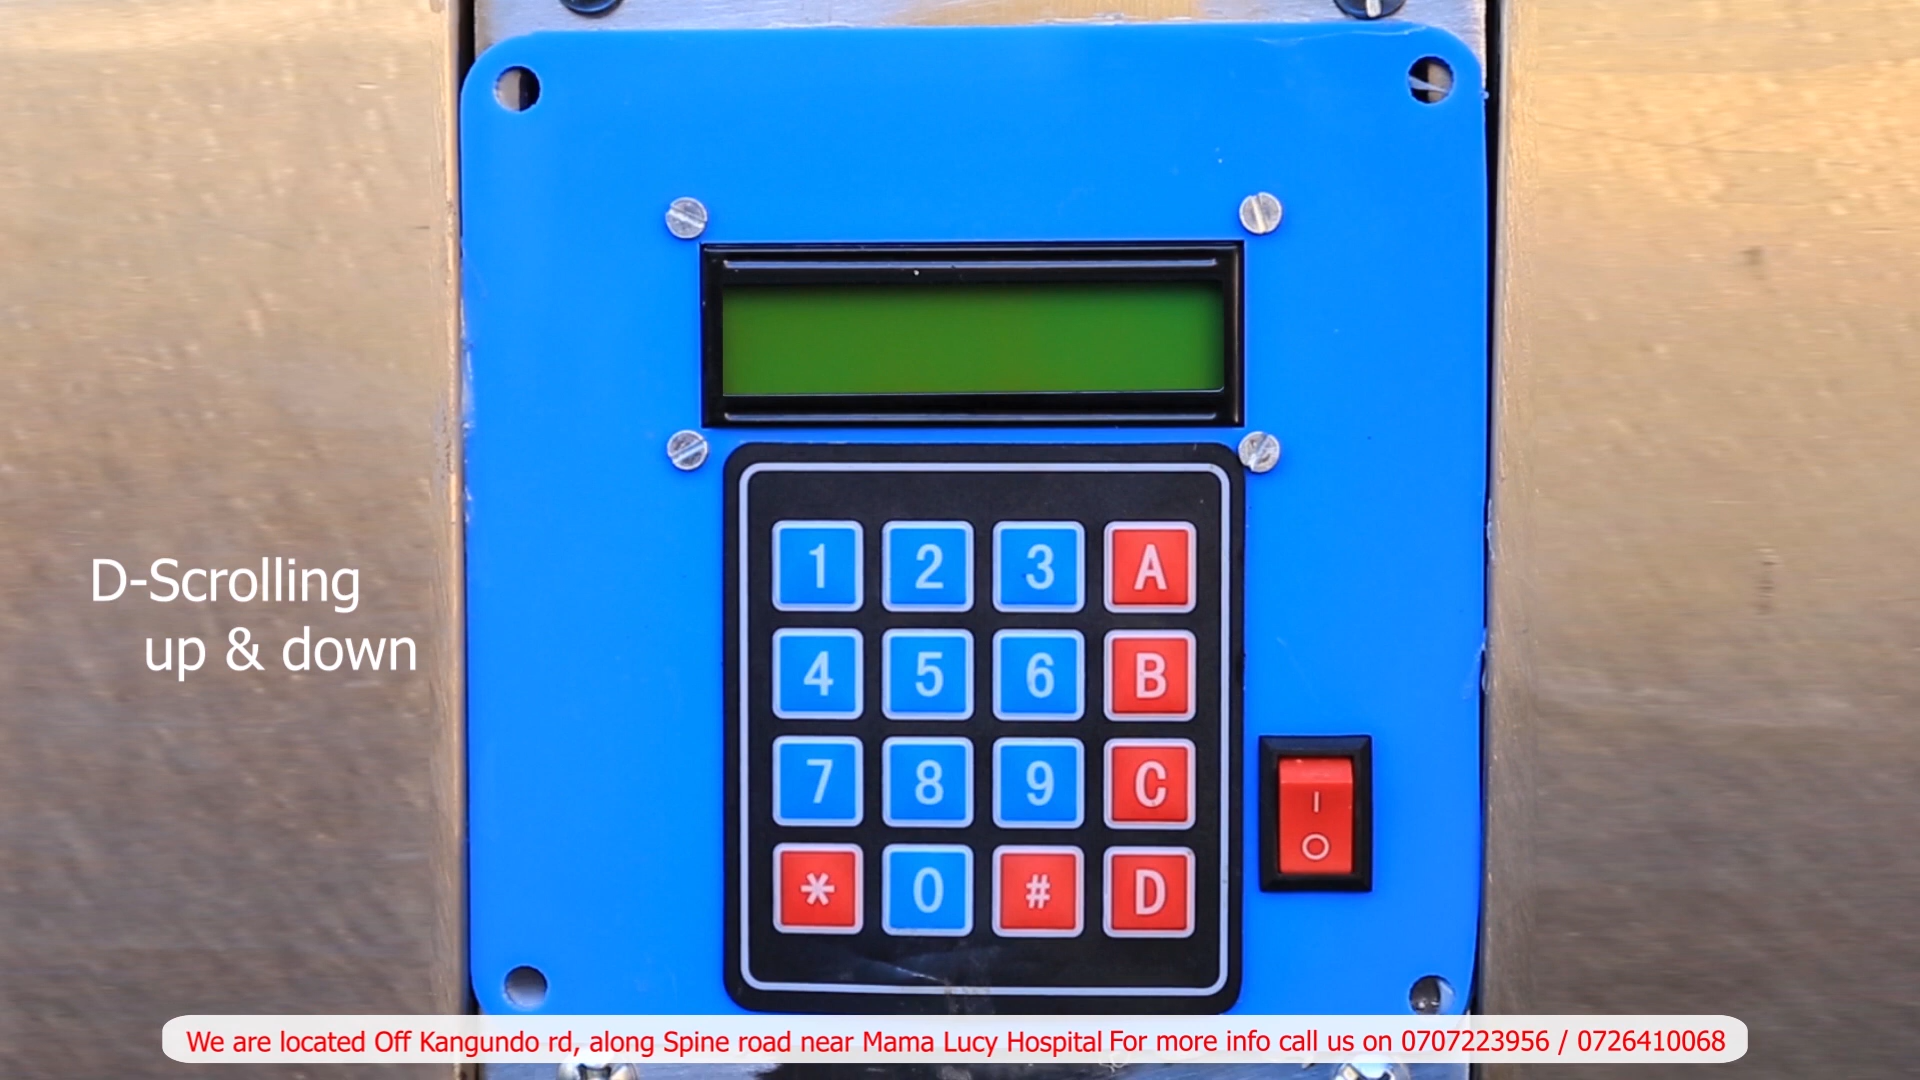 D-Scrolling
up & down
1 2 3 A
4 5 6 B
7 8 9 C
* 0 # D
I
O
We are located Off Kangundo rd, along Spine road near Mama Lucy Hospital For more info call us on 0707223956 / 0726410068